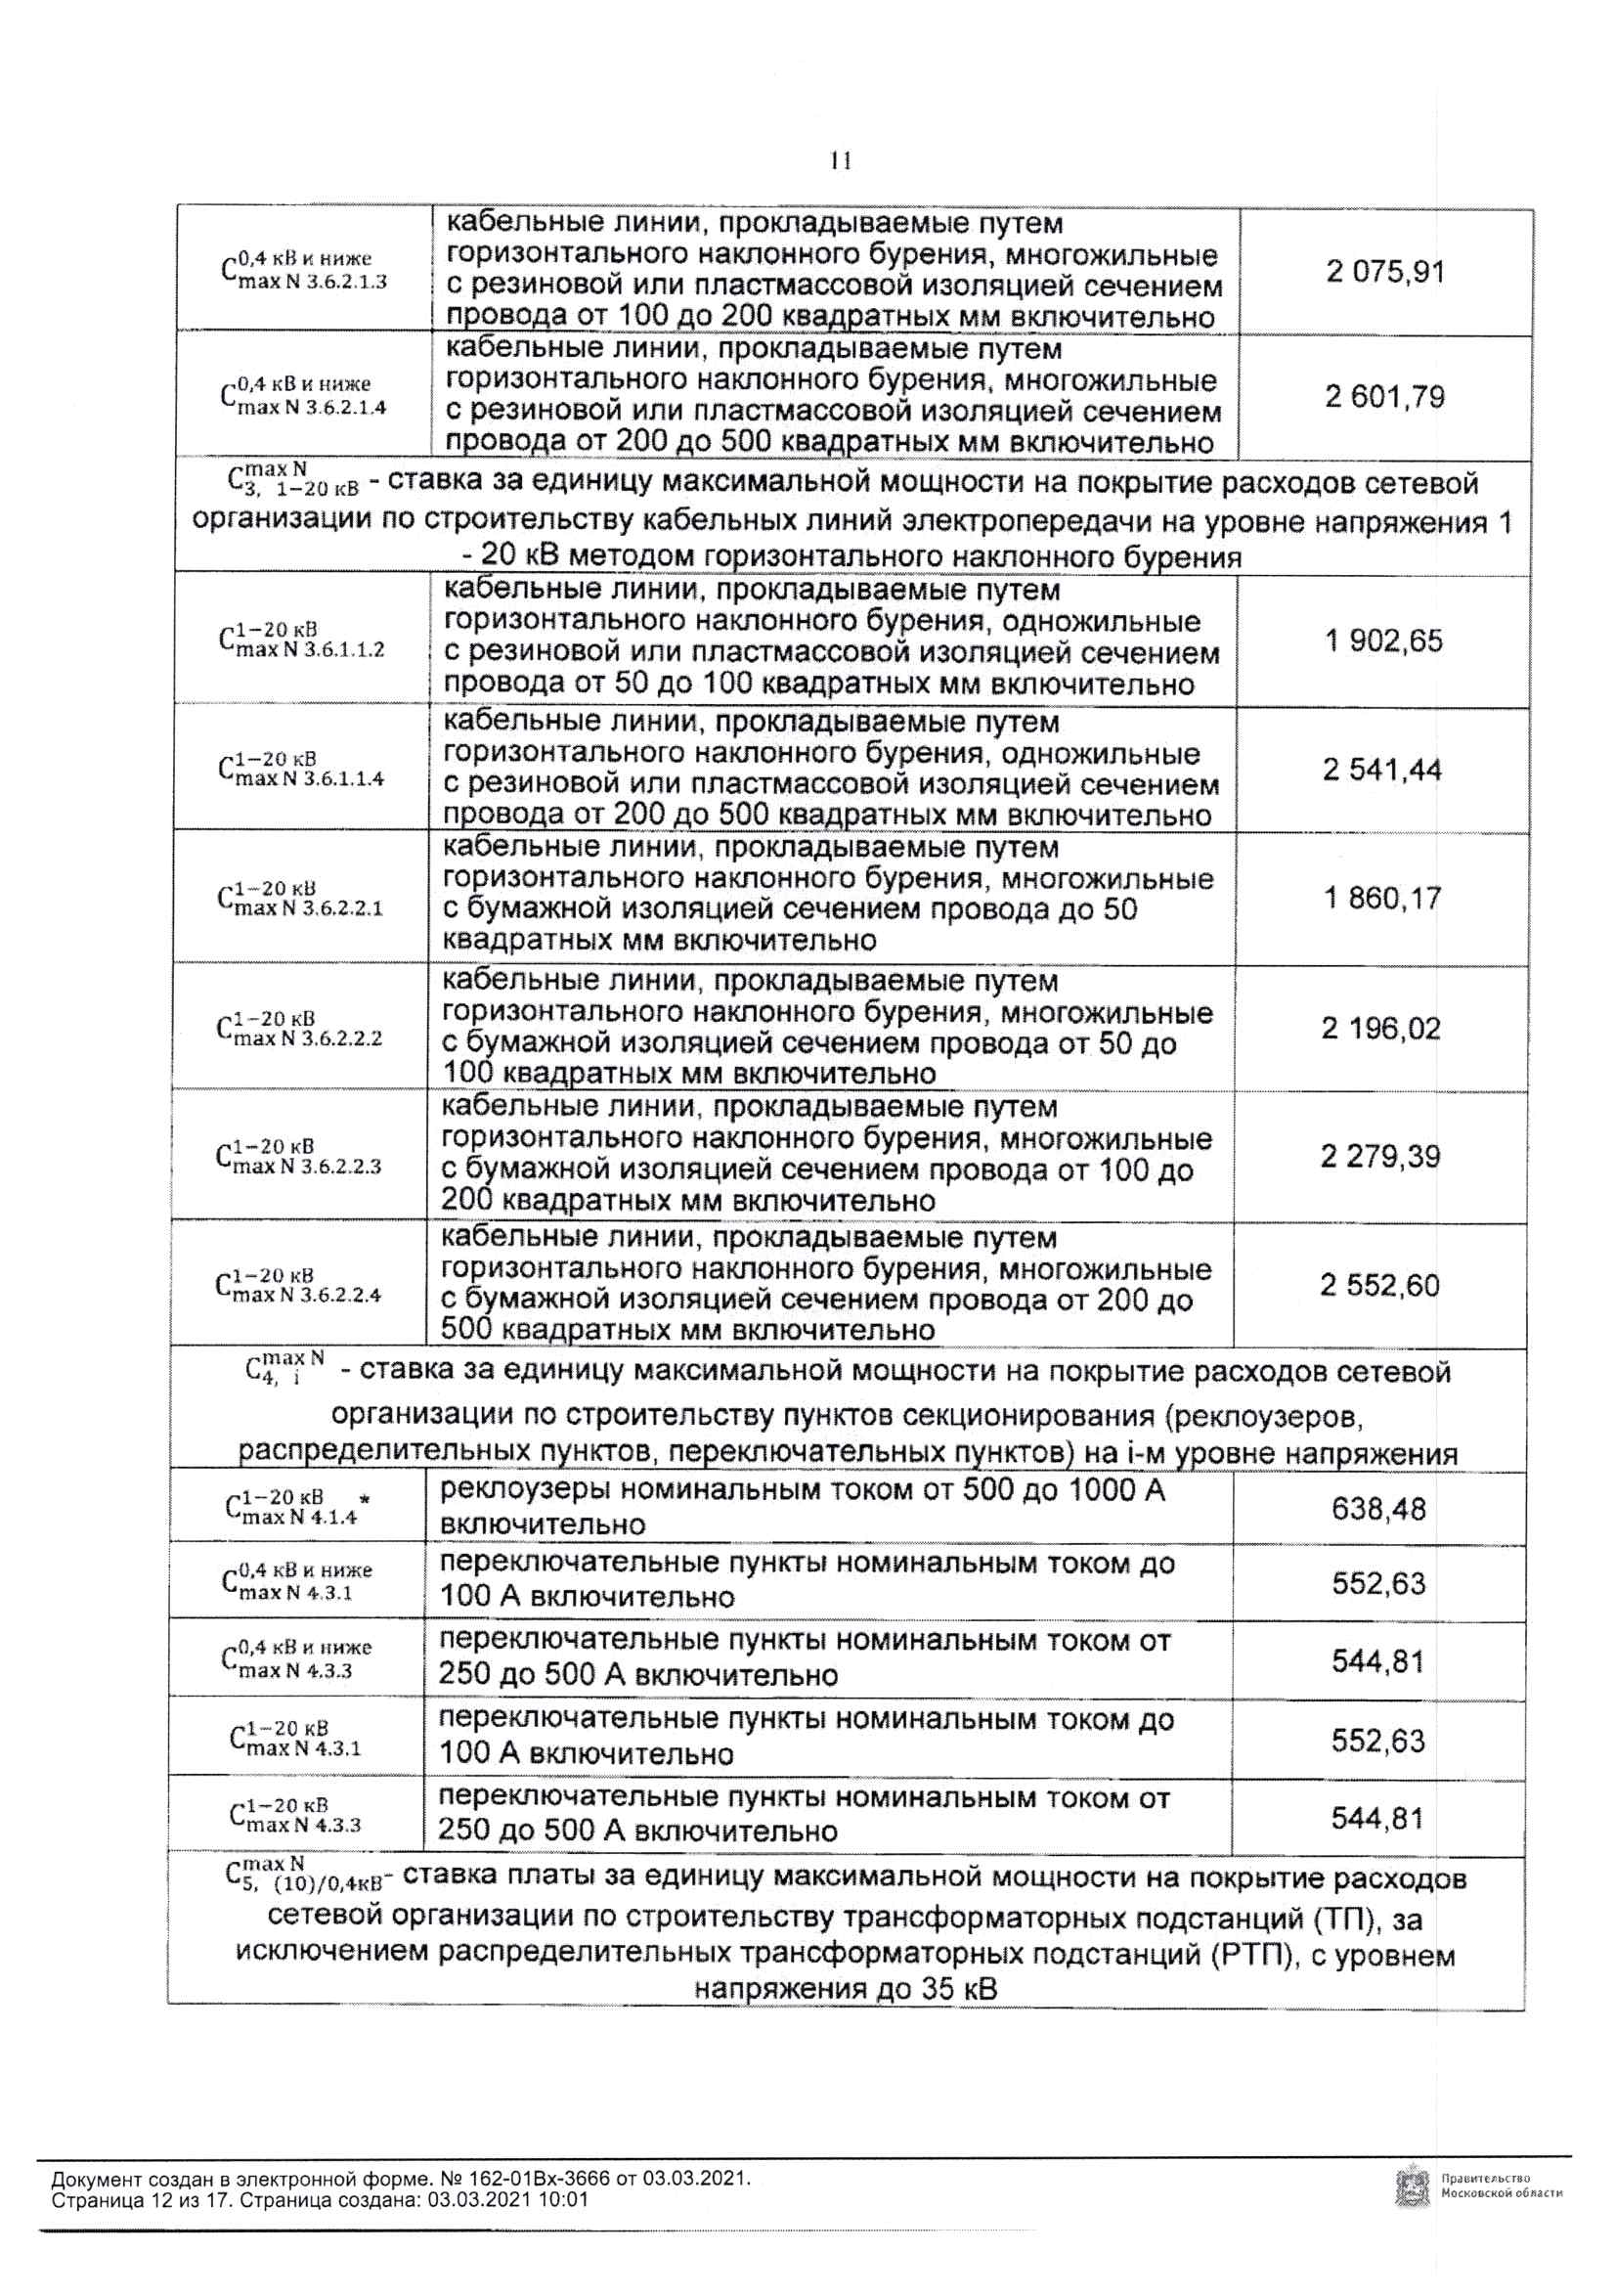 11
кабельные линии, прокладываемые путем
горизонтального наклонного бурения, многожильные
с резиновой или пластмассовой изоляцией сечением
провода от 100 до 200 квадратных мм включительно
C 0,4 кВ и ниже
max N 3.6.2.1.3
2 075,91
кабельные линии, прокладываемые путем
горизонтального наклонного бурения, многожильные
с резиновой или пластмассовой изоляцией сечением
провода от 200 до 500 квадратных мм включительно
C 0,4 кВ и ниже
max N 3.6.2.1.4
2 601,79
C max N 3, 1–20 кВ - ставка за единицу максимальной мощности на покрытие расходов сетевой
организации по строительству кабельных линий электропередачи на уровне напряжения 1
- 20 кВ методом горизонтального наклонного бурения
C 1–20 кВ
max N 3.6.1.1.2
кабельные линии, прокладываемые путем
горизонтального наклонного бурения, одножильные
с резиновой или пластмассовой изоляцией сечением
провода от 50 до 100 квадратных мм включительно
1 902,65
C 1–20 кВ
max N 3.6.1.1.4
кабельные линии, прокладываемые путем
горизонтального наклонного бурения, одножильные
с резиновой или пластмассовой изоляцией сечением
провода от 200 до 500 квадратных мм включительно
2 541,44
C 1–20 кВ
max N 3.6.2.2.1
кабельные линии, прокладываемые путем
горизонтального наклонного бурения, многожильные
с бумажной изоляцией сечением провода до 50
квадратных мм включительно
1 860,17
C 1–20 кВ
max N 3.6.2.2.2
кабельные линии, прокладываемые путем
горизонтального наклонного бурения, многожильные
с бумажной изоляцией сечением провода от 50 до
100 квадратных мм включительно
2 196,02
C 1–20 кВ
max N 3.6.2.2.3
кабельные линии, прокладываемые путем
горизонтального наклонного бурения, многожильные
с бумажной изоляцией сечением провода от 100 до
200 квадратных мм включительно
2 279,39
C 1–20 кВ
max N 3.6.2.2.4
кабельные линии, прокладываемые путем
горизонтального наклонного бурения, многожильные
с бумажной изоляцией сечением провода от 200 до
500 квадратных мм включительно
2 552,60
C max N 4, i - ставка за единицу максимальной мощности на покрытие расходов сетевой
организации по строительству пунктов секционирования (реклоузеров,
распределительных пунктов, переключательных пунктов) на i-м уровне напряжения
C 1–20 кВ *
max N 4.1.4
реклоузеры номинальным током от 500 до 1000 А
включительно
638,48
C 0,4 кВ и ниже
max N 4.3.1
переключательные пункты номинальным током до
100 А включительно
552,63
C 0,4 кВ и ниже
max N 4.3.3
переключательные пункты номинальным током от
250 до 500 А включительно
544,81
C 1–20 кВ
max N 4.3.1
переключательные пункты номинальным током до
100 А включительно
552,63
C 1–20 кВ
max N 4.3.3
переключательные пункты номинальным током от
250 до 500 А включительно
544,81
C max N 5, (10)/0,4кВ - ставка платы за единицу максимальной мощности на покрытие расходов
сетевой организации по строительству трансформаторных подстанций (ТП), за
исключением распределительных трансформаторных подстанций (РТП), с уровнем
напряжения до 35 кВ
Документ создан в электронной форме. № 162-01Вх-3666 от 03.03.2021.
Страница 12 из 17. Страница создана: 03.03.2021 10:01
Правительство
Московской области